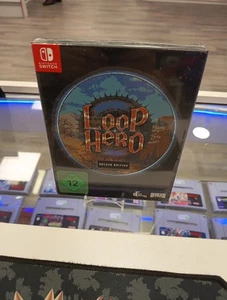 NINTENDO
SWITCH
LOOP
HERO
DELUXE EDITION
12